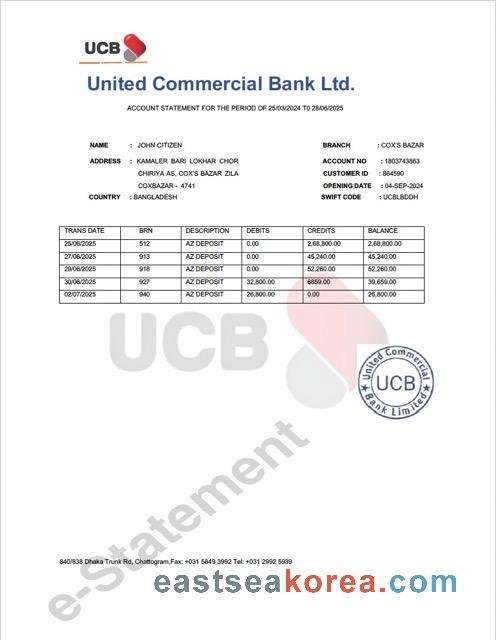 UCB
United Commercial Bank Ltd.
ACCOUNT STATEMENT FOR THE PERIOD OF 25/03/2024 T0 28/06/2025
NAME : JOHN CITIZEN BRANCH : COX'S BAZAR
ADDRESS : KAMALER BARI LOKHAR CHOR ACCOUNT NO : 1803743863
CHIRIYA AS, COX'S BAZAR ZILA CUSTOMER ID : 864590
COXBAZAR - 4741 OPENING DATE : 04-SEP-2024
COUNTRY : BANGLADESH SWIFT CODE : UCBLBDDH
TRANS DATE BRN DESCRIPTION DEBITS CREDITS BALANCE
25/06/2025 512 AZ DEPOSIT 0.00 2,68,800.00 2,68,800.00
27/06/2025 913 AZ DEPOSIT 0.00 45,240.00 45,240.00
29/06/2025 918 AZ DEPOSIT 0.00 52,260.00 52,260.00
30/06/2025 927 AZ DEPOSIT 32,800.00 6859.00 39,659.00
02/07/2025 940 AZ DEPOSIT 26,800.00 0.00 26,800.00
UCB
United Commercial
UCB
Bank Limited
e-Statement
840/838 Dhaka Trunk Rd, Chattogram,Fax: +031 5849 3992 Tel: +031 2992 5939
eastseakorea.com